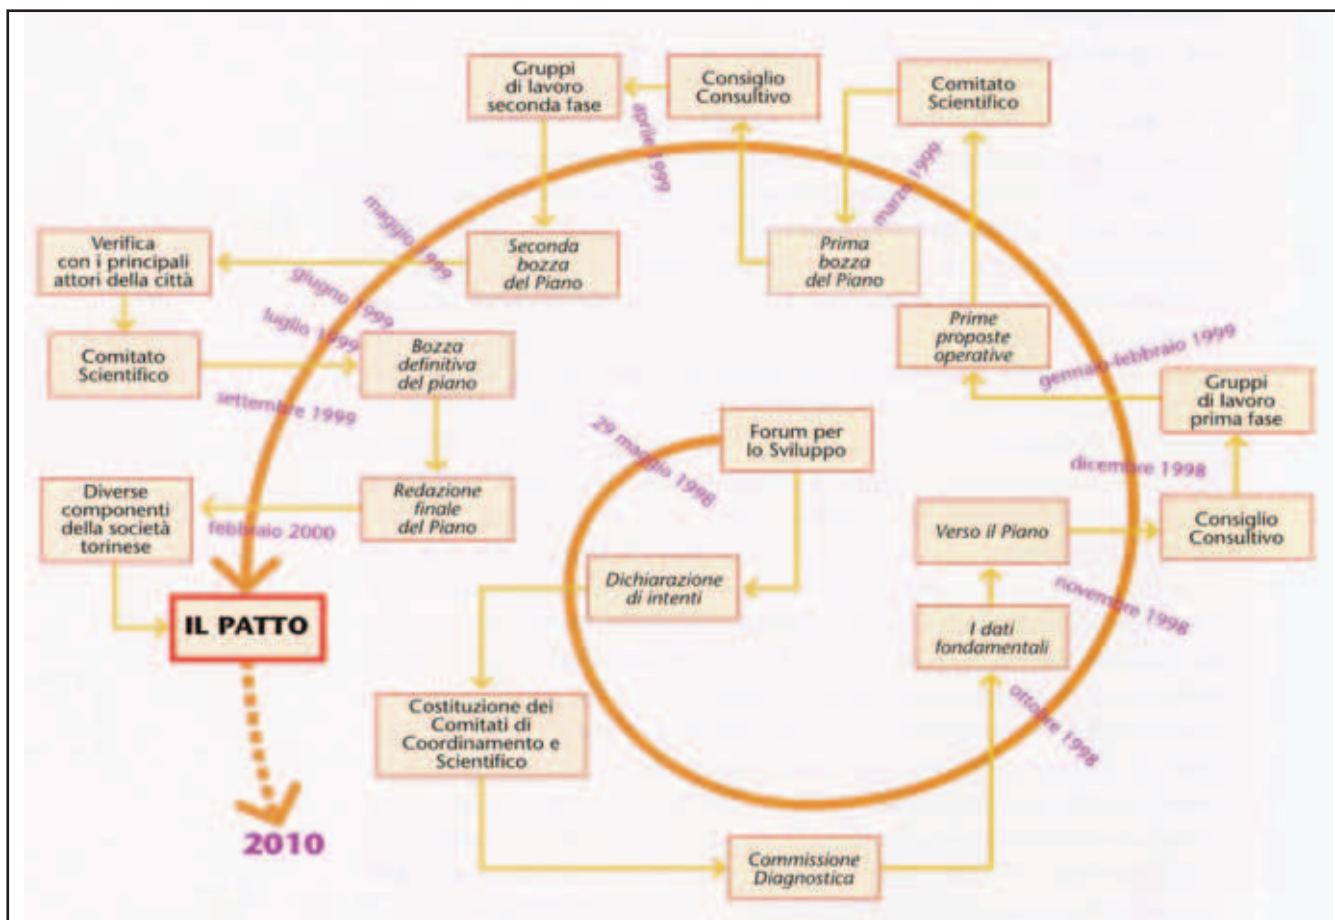 Gruppi
di lavoro
seconda fase
Consiglio
Consultivo
Comitato
Scientifico
aprile 1999
marzo 1999
maggio 1999
Verifica
con i principali
attori della città
Seconda
bozza
del Piano
Prima
bozza
del Piano
giugno 1999
luglio 1999
Comitato
Scientifico
Bozza
definitiva
del piano
Prime
proposte
operative
gennaio-febbraio 1999
Gruppi
di lavoro
prima fase
settembre 1999
29 maggio 1998
Forum per
lo Sviluppo
dicembre 1998
Diverse
componenti
della società
torinese
Redazione
finale
del Piano
febbraio 2000
Verso il Piano
Consiglio
Consultivo
Dichiarazione
di intenti
novembre 1998
IL PATTO
I dati
fondamentali
Costituzione dei
Comitati di
Coordinamento e
Scientifico
ottobre 1998
2010
Commissione
Diagnostica